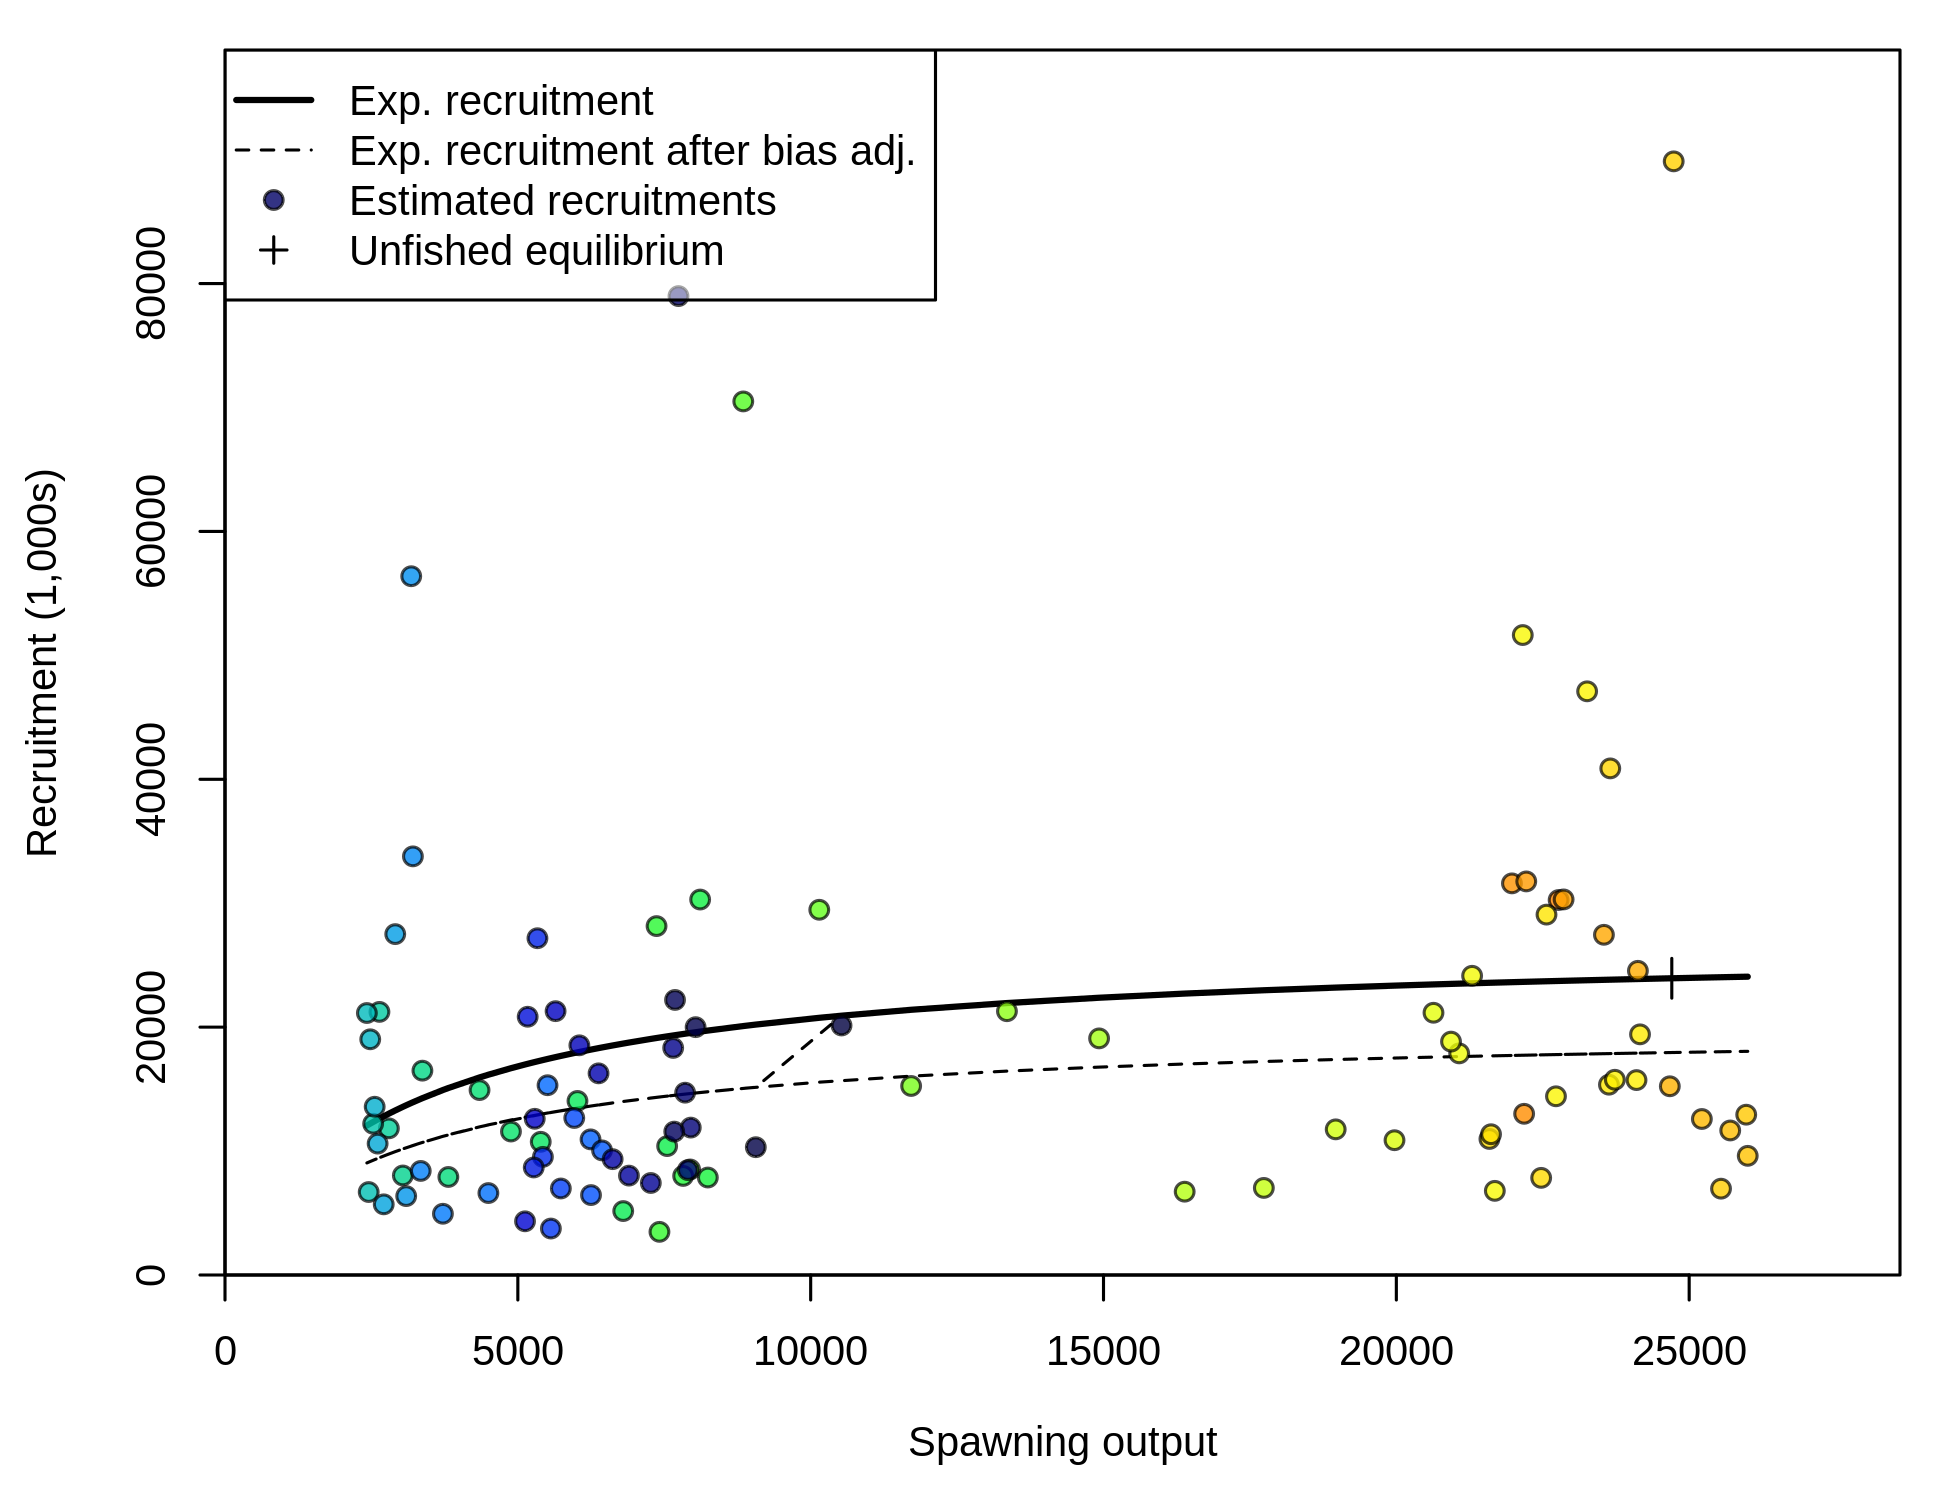 Exp. recruitment
Exp. recruitment after bias adj.
Estimated recruitments
Unfished equilibrium
Recruitment (1,000s)
80000
60000
40000
20000
0
0 5000 10000 15000 20000 25000
Spawning output